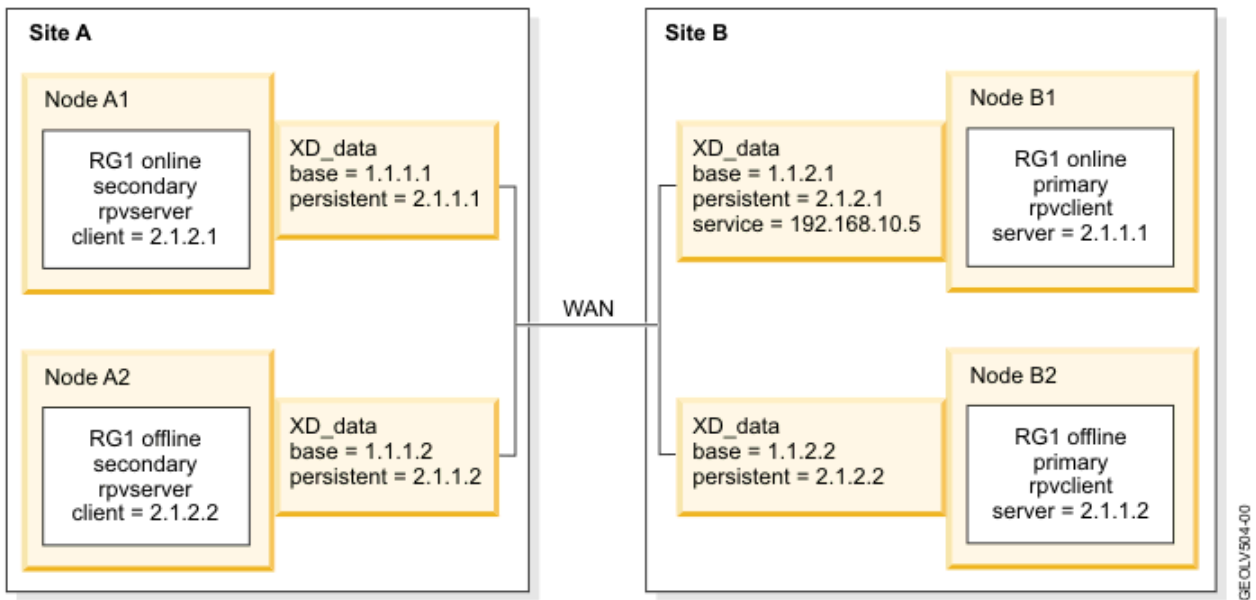 Site A
Node A1
RG1 online
secondary
rpvserver
client = 2.1.2.1
XD_data
base = 1.1.1.1
persistent = 2.1.1.1
Node A2
RG1 offline
secondary
rpvserver
client = 2.1.2.2
XD_data
base = 1.1.1.2
persistent = 2.1.1.2
WAN
Site B
XD_data
base = 1.1.2.1
persistent = 2.1.2.1
service = 192.168.10.5
Node B1
RG1 online
primary
rpvclient
server = 2.1.1.1
XD_data
base = 1.1.2.2
persistent = 2.1.2.2
Node B2
RG1 offline
primary
rpvclient
server = 2.1.1.2
GEOLV504-00